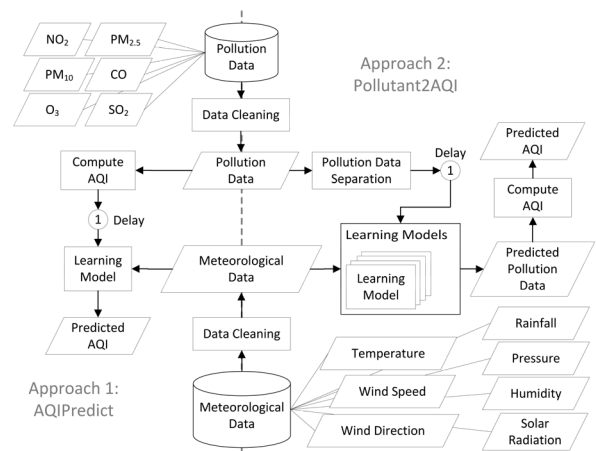 NO₂
PM₂.₅
Pollution
Data
PM₁₀
CO
O₃
SO₂
Approach 2:
Pollutant2AQI
Data Cleaning
Predicted
AQI
Compute
AQI
Pollution
Data
Pollution Data
Separation
Delay
1
Compute
AQI
1
Delay
Learning
Model
Meteorological
Data
Learning Models
Learning
Model
Predicted
Pollution
Data
Predicted
AQI
Data Cleaning
Approach 1:
AQIPredict
Meteorological
Data
Temperature
Rainfall
Pressure
Wind Speed
Humidity
Wind Direction
Solar
Radiation